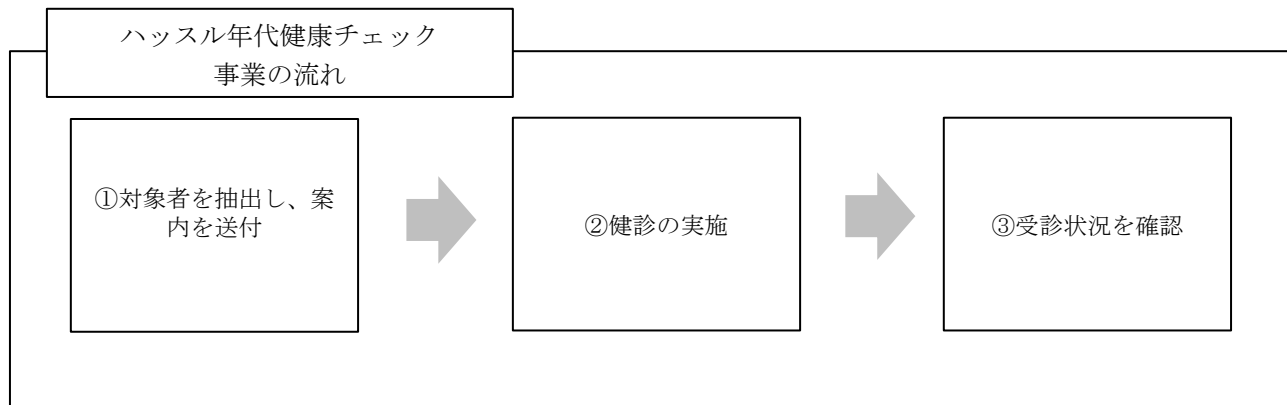 ハッスル年代健康チェック
事業の流れ
①対象者を抽出し、案
内を送付
②健診の実施
③受診状況を確認